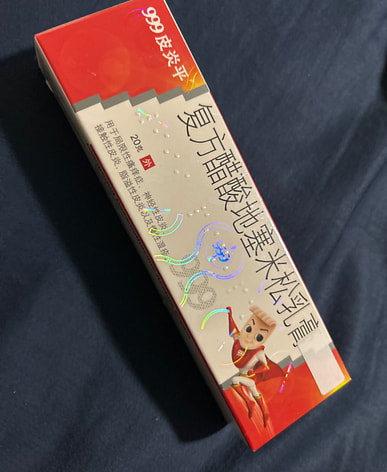 999皮炎平
复方醋酸地塞米松乳膏
20克 外
用于局限性瘙痒症、神经性皮炎、
接触性皮炎、脂溢性皮炎以及慢性湿疹
999